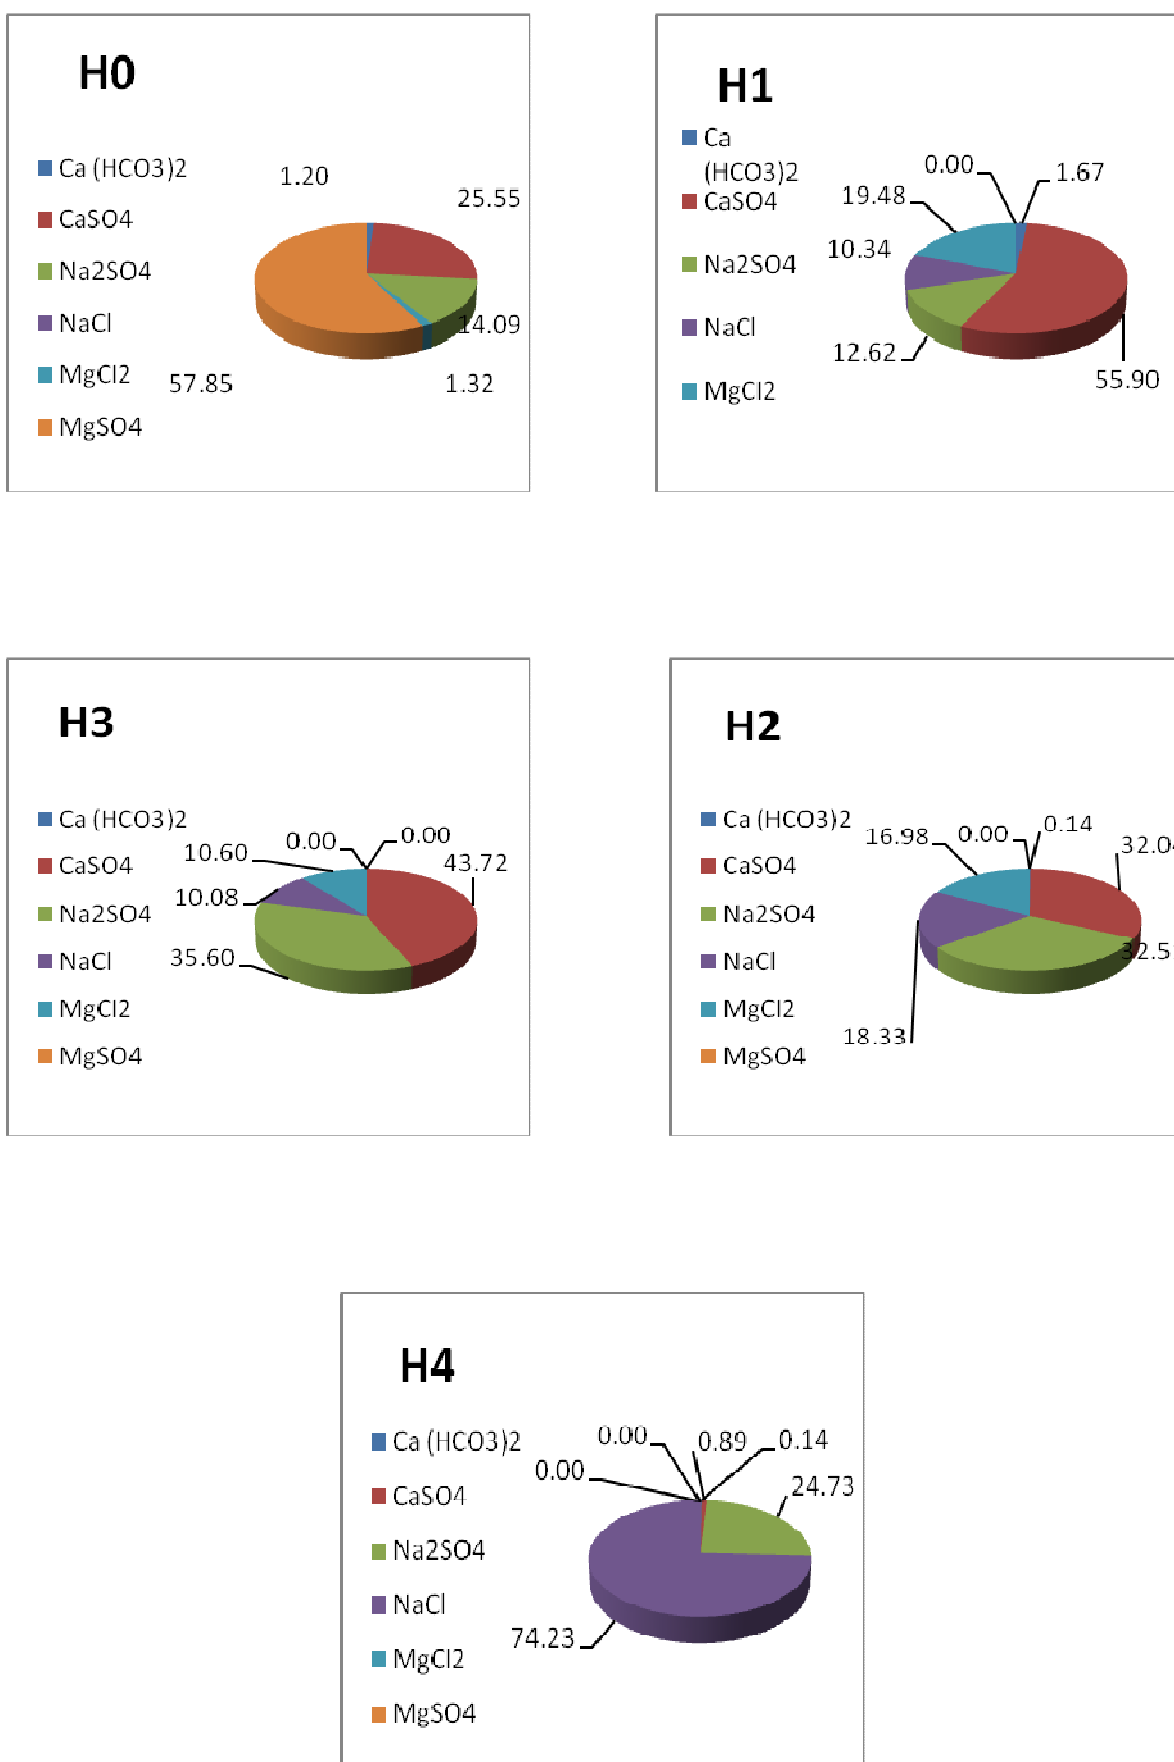 H0
Ca (HCO3)2
CaSO4
Na2SO4
NaCl
MgCl2
MgSO4
1.20
25.55
14.09
1.32
57.85
H1
Ca
(HCO3)2
CaSO4
Na2SO4
NaCl
MgCl2
0.00
1.67
19.48
10.34
12.62
55.90
H3
Ca (HCO3)2
CaSO4
Na2SO4
NaCl
MgCl2
MgSO4
0.00
0.00
10.60
43.72
10.08
35.60
H2
Ca (HCO3)2
CaSO4
Na2SO4
NaCl
MgCl2
MgSO4
0.00
0.14
16.98
32.04
32.5
18.33
H4
Ca (HCO3)2
CaSO4
Na2SO4
NaCl
MgCl2
MgSO4
0.00
0.00
0.89
0.14
24.73
74.23